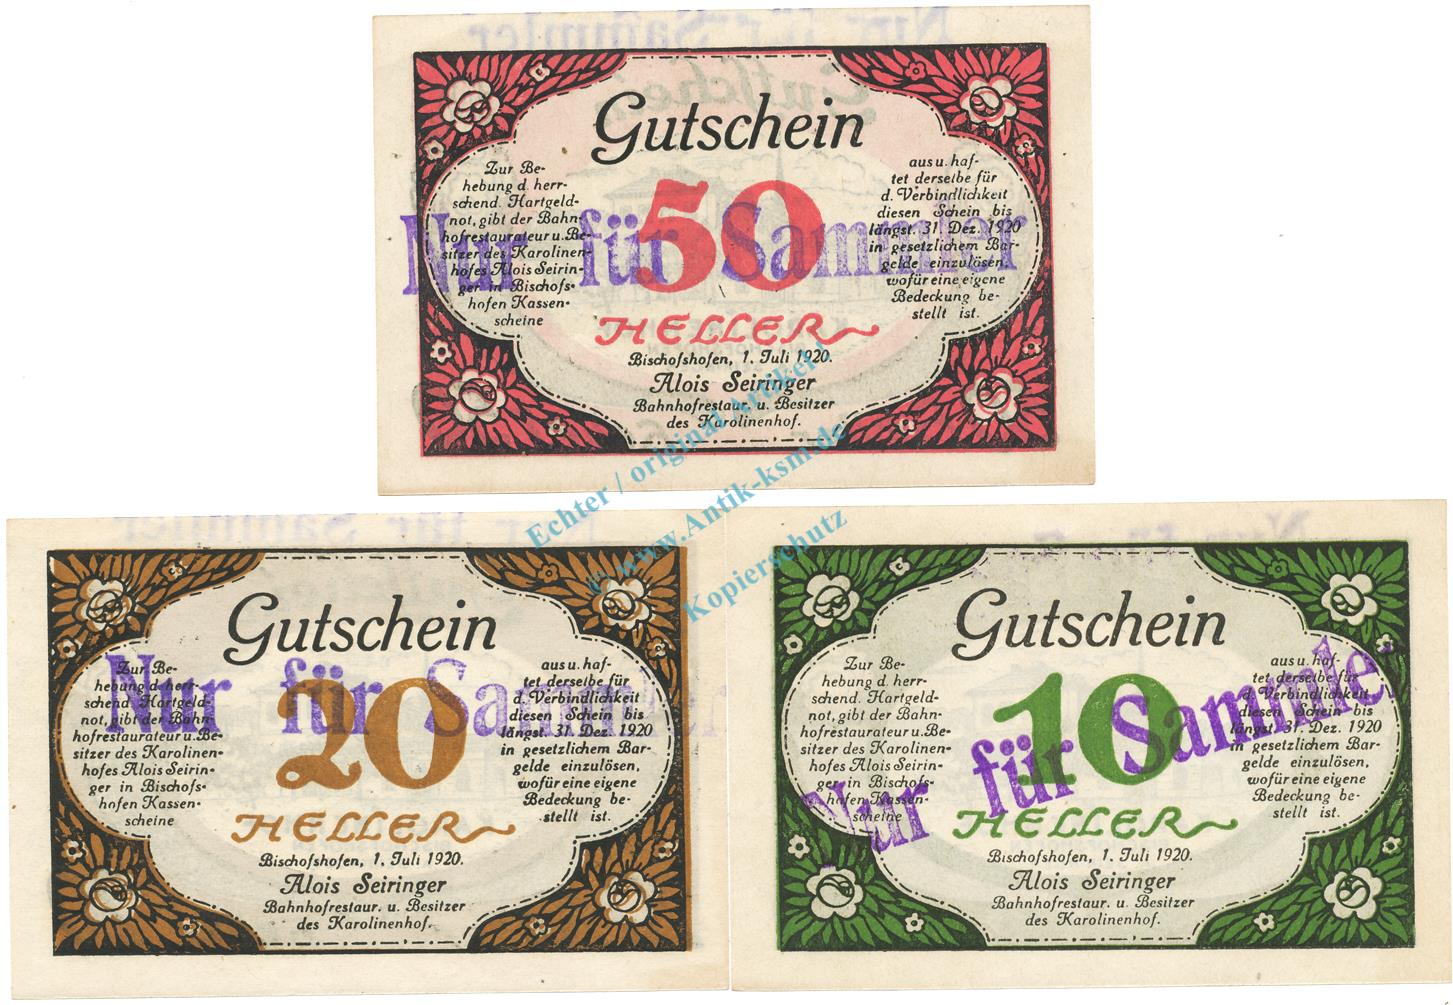 Gutschein
Zur Be-
hebung d. herr-
schend. Hartgeld-
not, gibt der Bahn-
hofrestaurateur u. Be-
sitzer des Karolinen-
hofes Alois Seirin-
ger in Bischofs-
hofen Kassen-
scheine
aus u. haf-
tet derselbe für
d. Verbindlichkeit
diesen Schein bis
längst. 31. Dez. 1920
in gesetzlichem Bar-
gelde einzulösen,
wofür eine eigene
Bedeckung be-
stellt ist.
50
HELLER
Nur für Sammler
Bischofshofen, 1. Juli 1920.
Alois Seiringer
Bahnhofrestaur. u. Besitzer
des Karolinenhof.
Gutschein
Zur Be-
hebung d. herr-
schend. Hartgeld-
not, gibt der Bahn-
hofrestaurateur u. Be-
sitzer des Karolinen-
hofes Alois Seirin-
ger in Bischofs-
hofen Kassen-
scheine
aus u. haf-
tet derselbe für
d. Verbindlichkeit
diesen Schein bis
längst. 31. Dez. 1920
in gesetzlichem Bar-
gelde einzulösen,
wofür eine eigene
Bedeckung be-
stellt ist.
20
HELLER
Nur für Sammler
Bischofshofen, 1. Juli 1920.
Alois Seiringer
Bahnhofrestaur. u. Besitzer
des Karolinenhof.
Gutschein
Zur Be-
hebung d. herr-
schend. Hartgeld-
not, gibt der Bahn-
hofrestaurateur u. Be-
sitzer des Karolinen-
hofes Alois Seirin-
ger in Bischofs-
hofen Kassen-
scheine
aus u. haf-
tet derselbe für
d. Verbindlichkeit
diesen Schein bis
längst. 31. Dez. 1920
in gesetzlichem Bar-
gelde einzulösen,
wofür eine eigene
Bedeckung be-
stellt ist.
10
HELLER
Nur für Sammler
Bischofshofen, 1. Juli 1920.
Alois Seiringer
Bahnhofrestaur. u. Besitzer
des Karolinenhof.
Echter / original Artikel !
© www.Antik-ksm.de
Kopierschutz